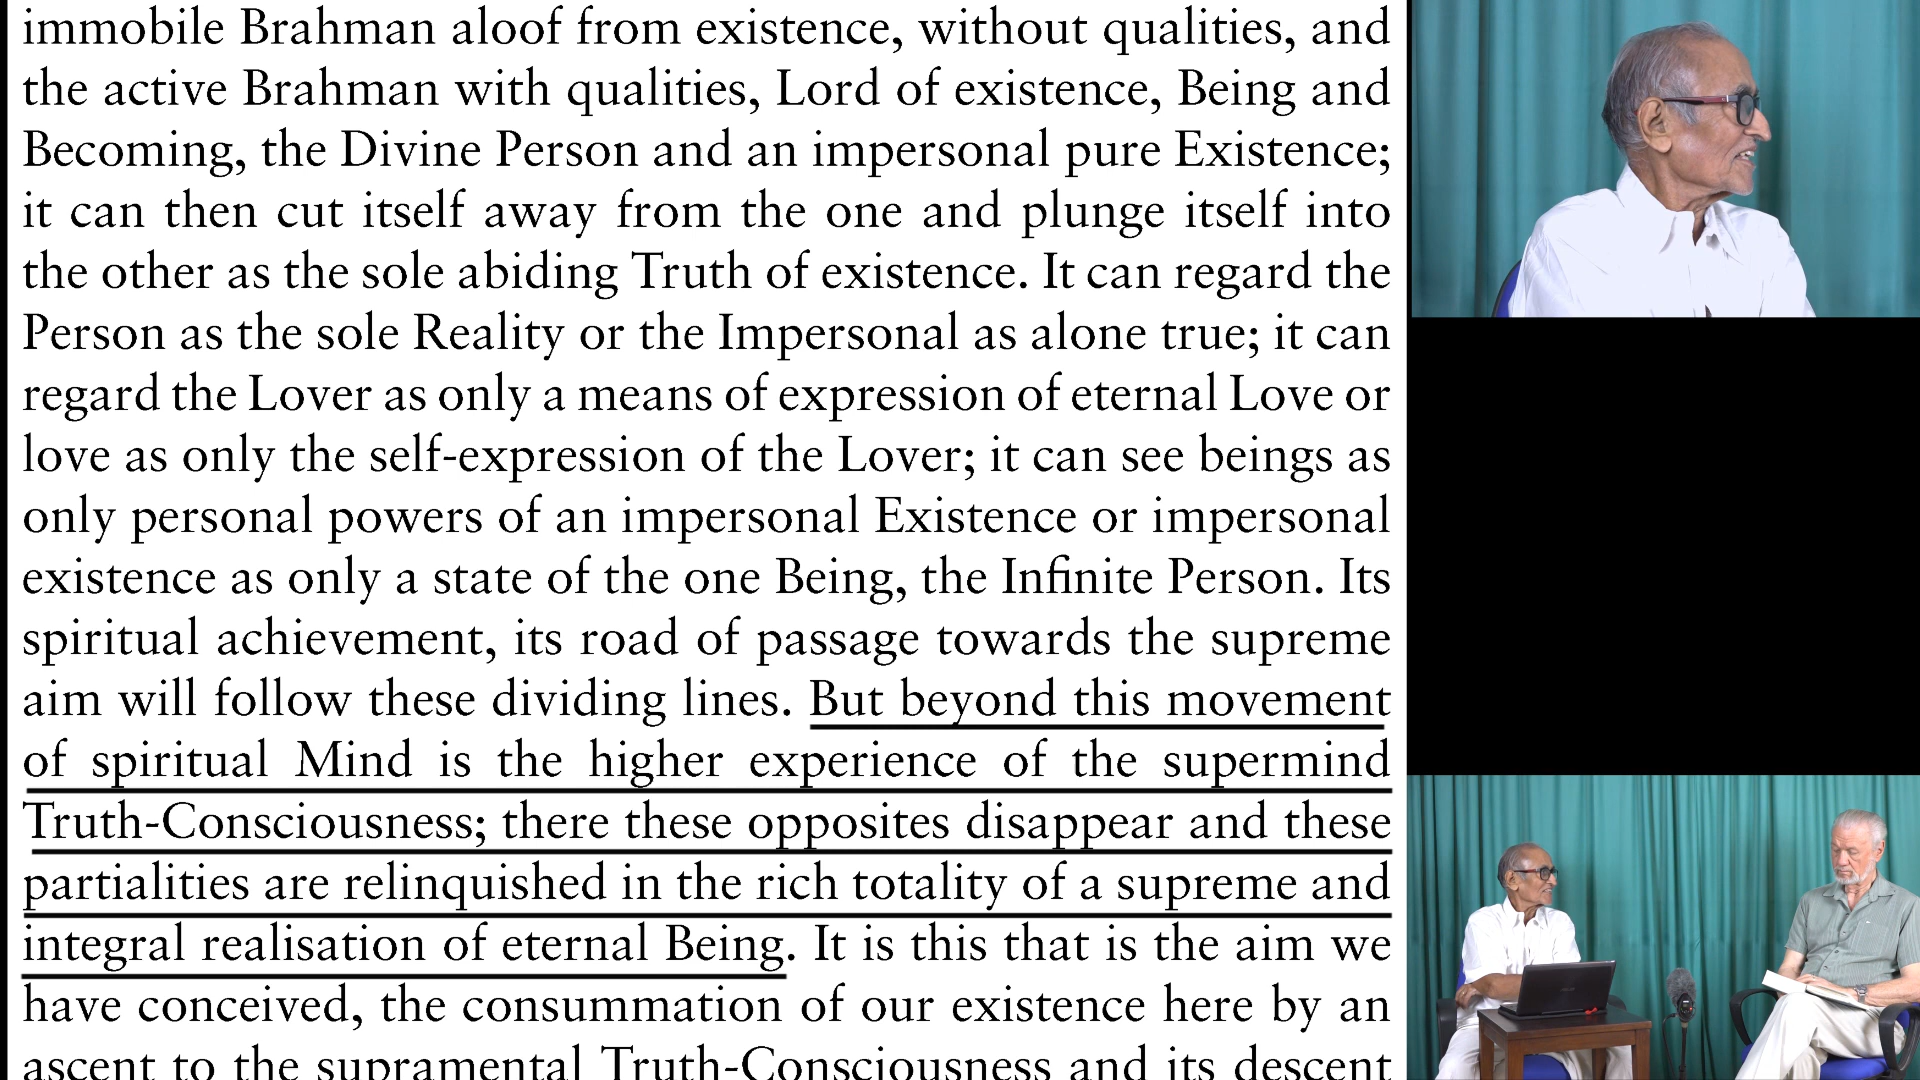 immobile Brahman aloof from existence, without qualities, and
the active Brahman with qualities, Lord of existence, Being and
Becoming, the Divine Person and an impersonal pure Existence;
it can then cut itself away from the one and plunge itself into
the other as the sole abiding Truth of existence. It can regard the
Person as the sole Reality or the Impersonal as alone true; it can
regard the Lover as only a means of expression of eternal Love or
love as only the self-expression of the Lover; it can see beings as
only personal powers of an impersonal Existence or impersonal
existence as only a state of the one Being, the Infinite Person. Its
spiritual achievement, its road of passage towards the supreme
aim will follow these dividing lines. But beyond this movement
of spiritual Mind is the higher experience of the supermind
Truth-Consciousness; there these opposites disappear and these
partialities are relinquished in the rich totality of a supreme and
integral realisation of eternal Being. It is this that is the aim we
have conceived, the consummation of our existence here by an
ascent to the supramental Truth-Consciousness and its descent